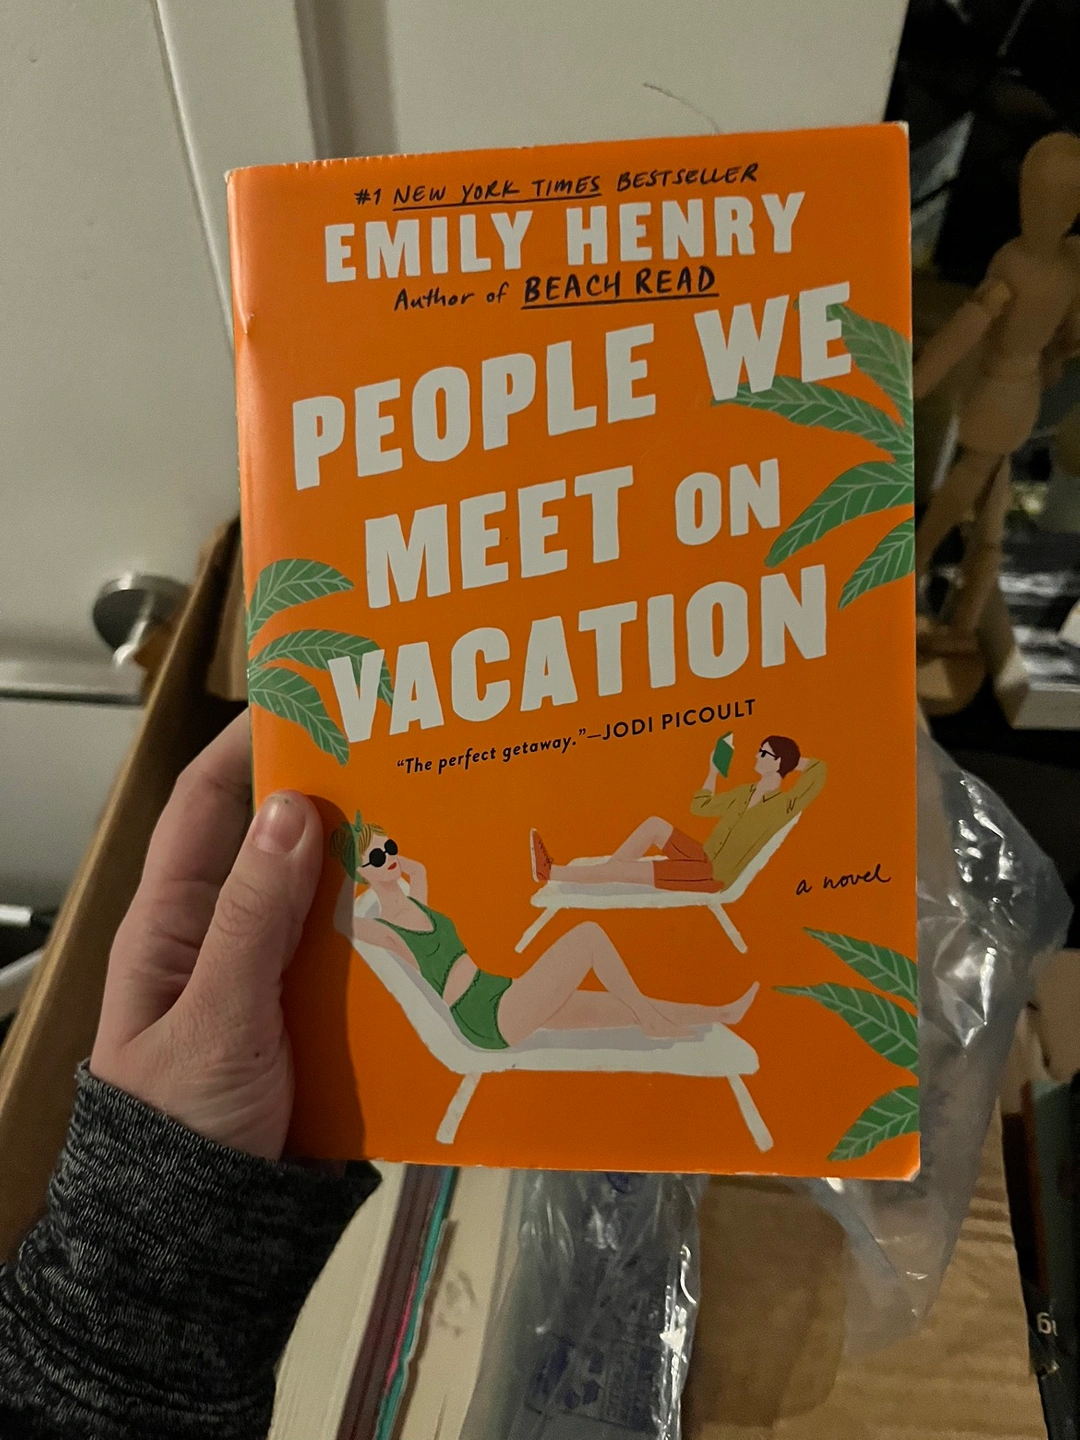 #1 NEW YORK TIMES BESTSELLER
EMILY HENRY
Author of BEACH READ
PEOPLE WE
MEET ON
VACATION
“The perfect getaway.”—JODI PICOULT
a novel